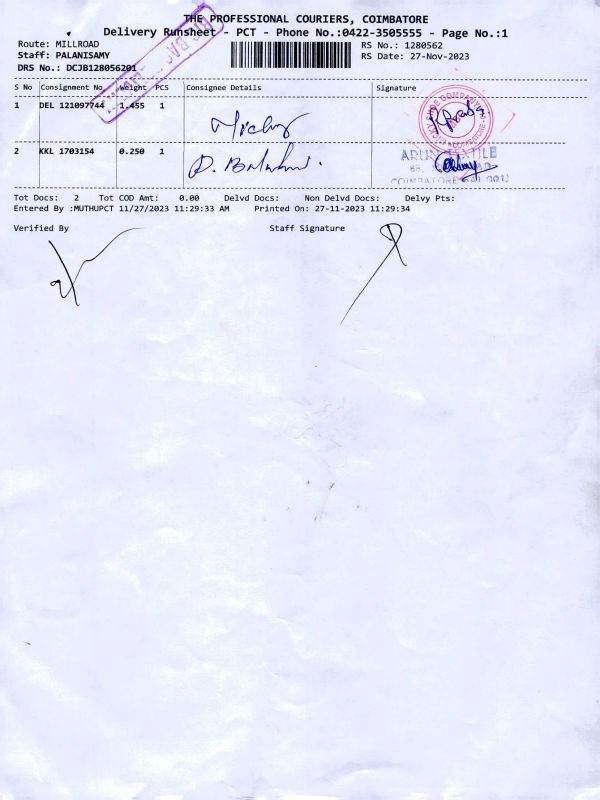 THE PROFESSIONAL COURIERS, COIMBATORE
Delivery Runsheet - PCT - Phone No.:0422-3505555 - Page No.:1
Route: MILLROAD
RS No.: 1280562
Staff: PALANISAMY
RS Date: 27-Nov-2023
DRS No.: DCJB128056201
S No Consignment No Weight PCS Consignee Details Signature
1 DEL 121097744 1.455 1
2 KKL 1703154 0.250 1
COIMBATORE
Tot Docs: 2 Tot COD Amt: 0.00 Delvd Docs: Non Delvd Docs: Delvy Pts:
Entered By :MUTHUPCT 11/27/2023 11:29:33 AM Printed On: 27-11-2023 11:29:34
Verified By Staff Signature